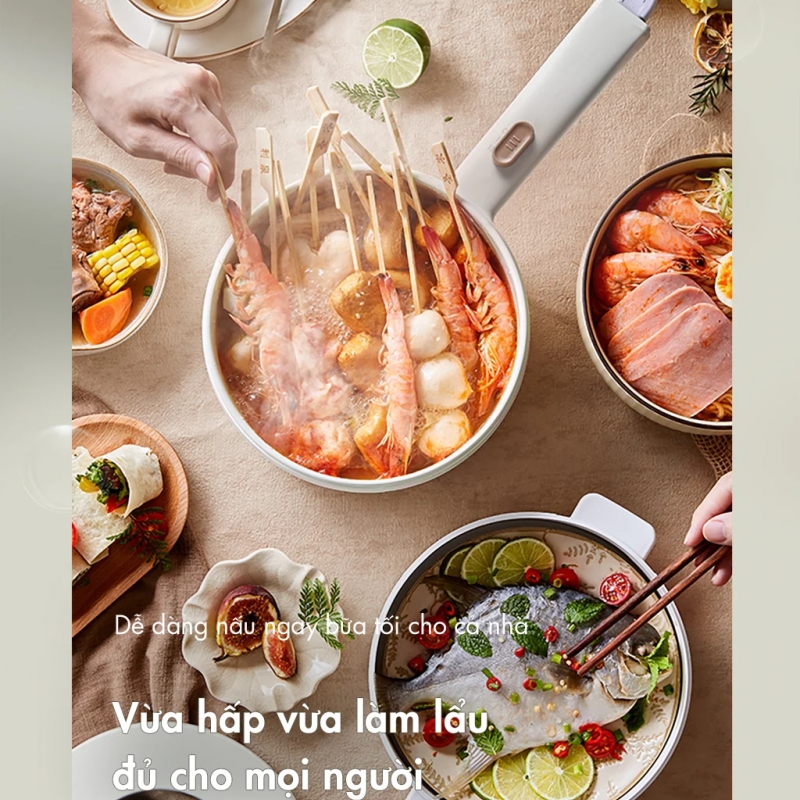 Dễ dàng nấu ngay bữa tối cho cả nhà
Vừa hấp vừa làm lẩu
đủ cho mọi người